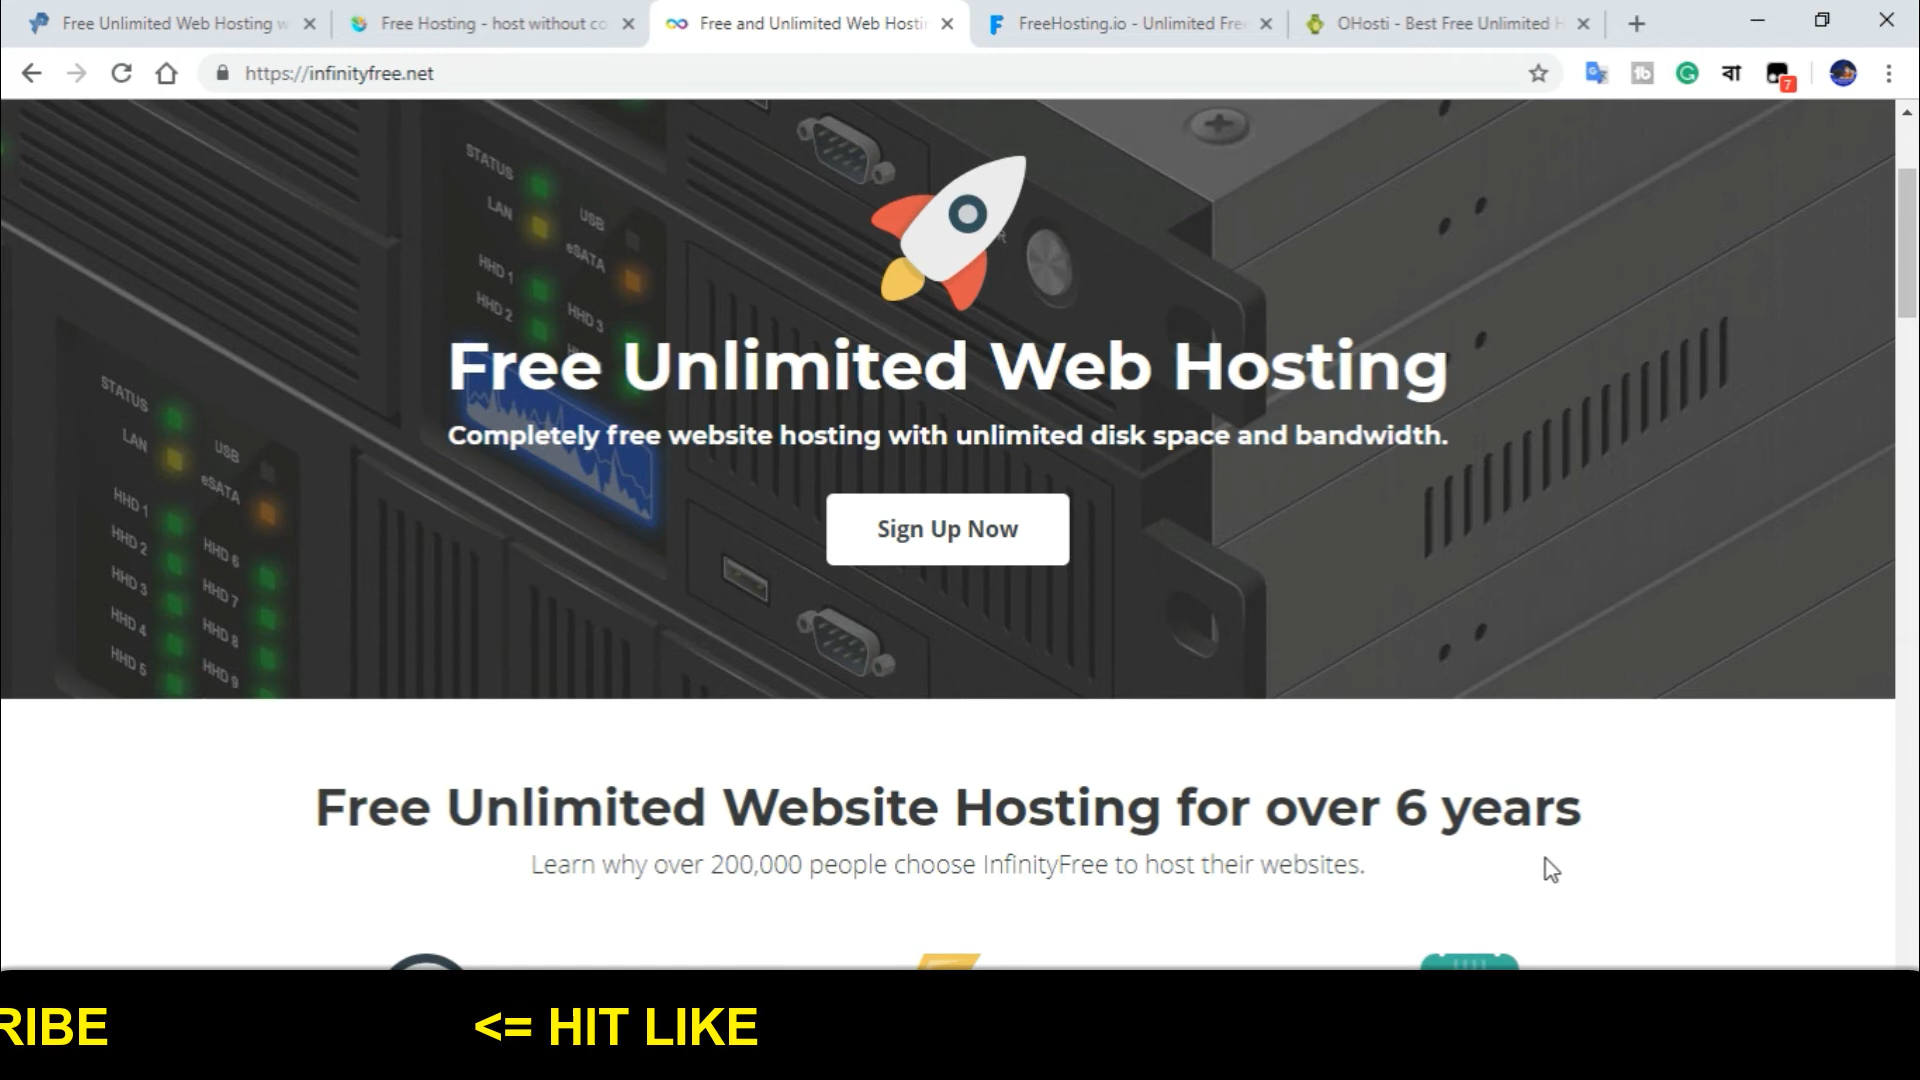 Free Unlimited Web Hosting w
Free Hosting - host without co
Free and Unlimited Web Hostin
FreeHosting.io - Unlimited Free
OHosti - Best Free Unlimited H
https://infinityfree.net
বা
7
STATUS
LAN
USB
eSATA
HHD 1
HHD 2
HHD 3
Free Unlimited Web Hosting
Completely free website hosting with unlimited disk space and bandwidth.
Sign Up Now
STATUS
LAN
USB
eSATA
HHD 1
HHD 2
HHD 3
HHD 4
HHD 5
HHD 6
HHD 7
HHD 8
HHD 9
Free Unlimited Website Hosting for over 6 years
Learn why over 200,000 people choose InfinityFree to host their websites.
RIBE
<= HIT LIKE